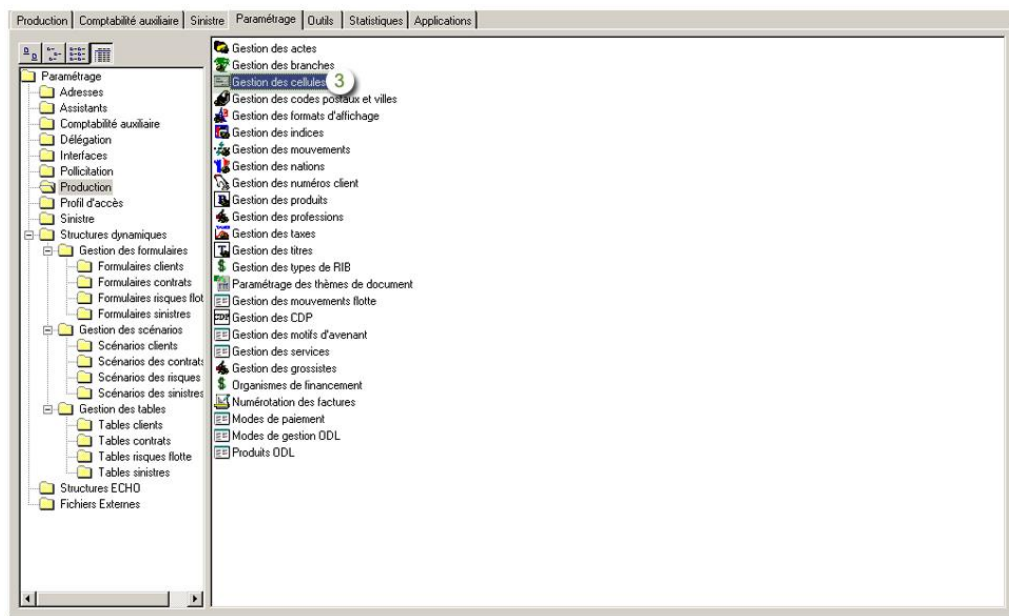 Production
Comptabilité auxiliaire
Sinistre
Paramétrage
Outils
Statistiques
Applications
Paramétrage
Adresses
Assistants
Comptabilité auxiliaire
Délégation
Interfaces
Pollicitation
Production
Profil d'accès
Sinistre
Structures dynamiques
Gestion des formulaires
Formulaires clients
Formulaires contrats
Formulaires risques flot
Formulaires sinistres
Gestion des scénarios
Scénarios clients
Scénarios des contrats
Scénarios des risques
Scénarios des sinistres
Gestion des tables
Tables clients
Tables contrats
Tables risques flotte
Tables sinistres
Structures ECHO
Fichiers Externes
Gestion des actes
Gestion des branches
Gestion des cellules 3
Gestion des codes postaux et villes
Gestion des formats d'affichage
Gestion des indices
Gestion des mouvements
Gestion des nations
Gestion des numéros client
Gestion des produits
Gestion des professions
Gestion des taxes
Gestion des titres
Gestion des types de RIB
Paramétrage des thèmes de document
Gestion des mouvements flotte
CDP Gestion des CDP
Gestion des motifs d'avenant
Gestion des services
Gestion des grossistes
Organismes de financement
Numérotation des factures
Modes de paiement
Modes de gestion ODL
Produits ODL